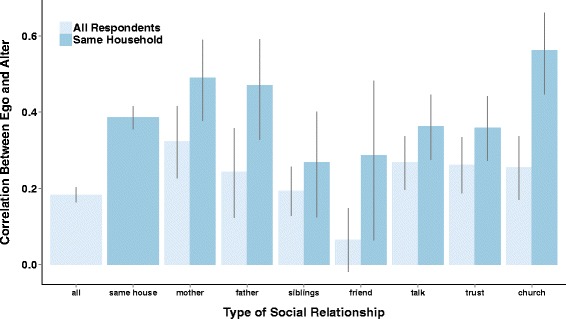 Correlation Between Ego and Alter
All Respondents
Same Household
0.6
0.4
0.2
0.0
all same house mother father siblings friend talk trust church
Type of Social Relationship